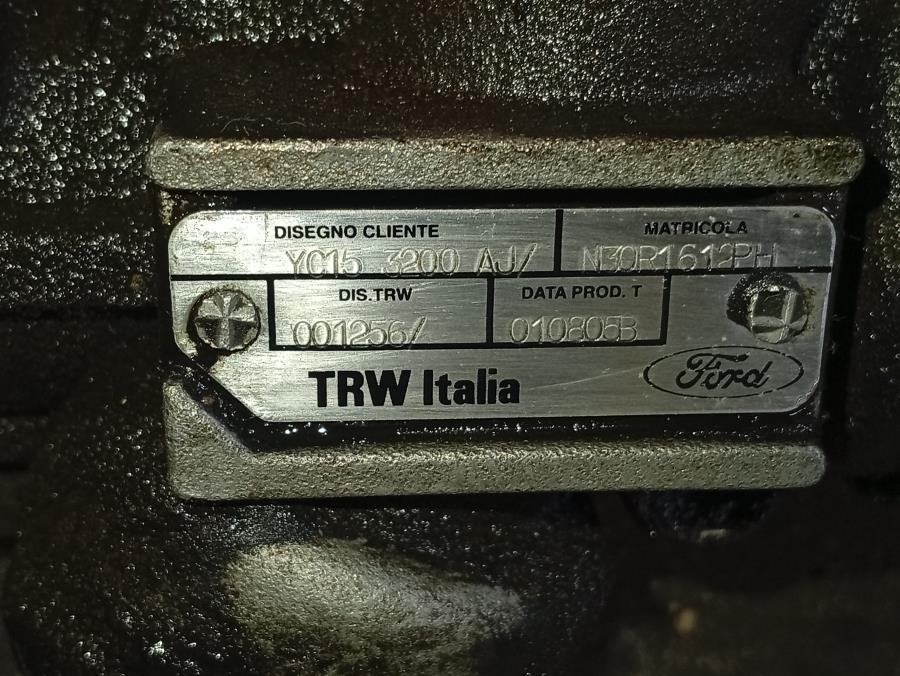 DISEGNO CLIENTE MATRICOLA
YC15 3200 AJ/ N30R1612PH
DIS.TRW DATA PROD. T
001256/ 010805B
TRW Italia Ford